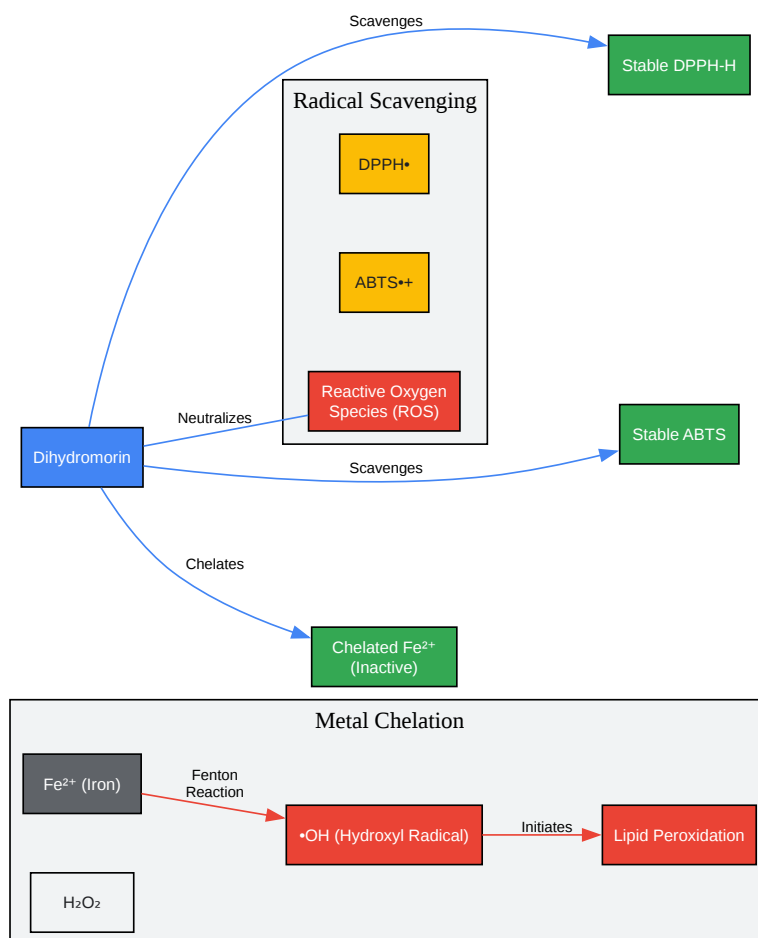 Scavenges
Stable DPPH-H
Radical Scavenging
DPPH•
ABTS•+
Reactive Oxygen
Species (ROS)
Neutralizes
Stable ABTS
Dihydromorin
Scavenges
Chelates
Chelated Fe²⁺
(Inactive)
Metal Chelation
Fe²⁺ (Iron)
Fenton
Reaction
•OH (Hydroxyl Radical)
Initiates
Lipid Peroxidation
H₂O₂